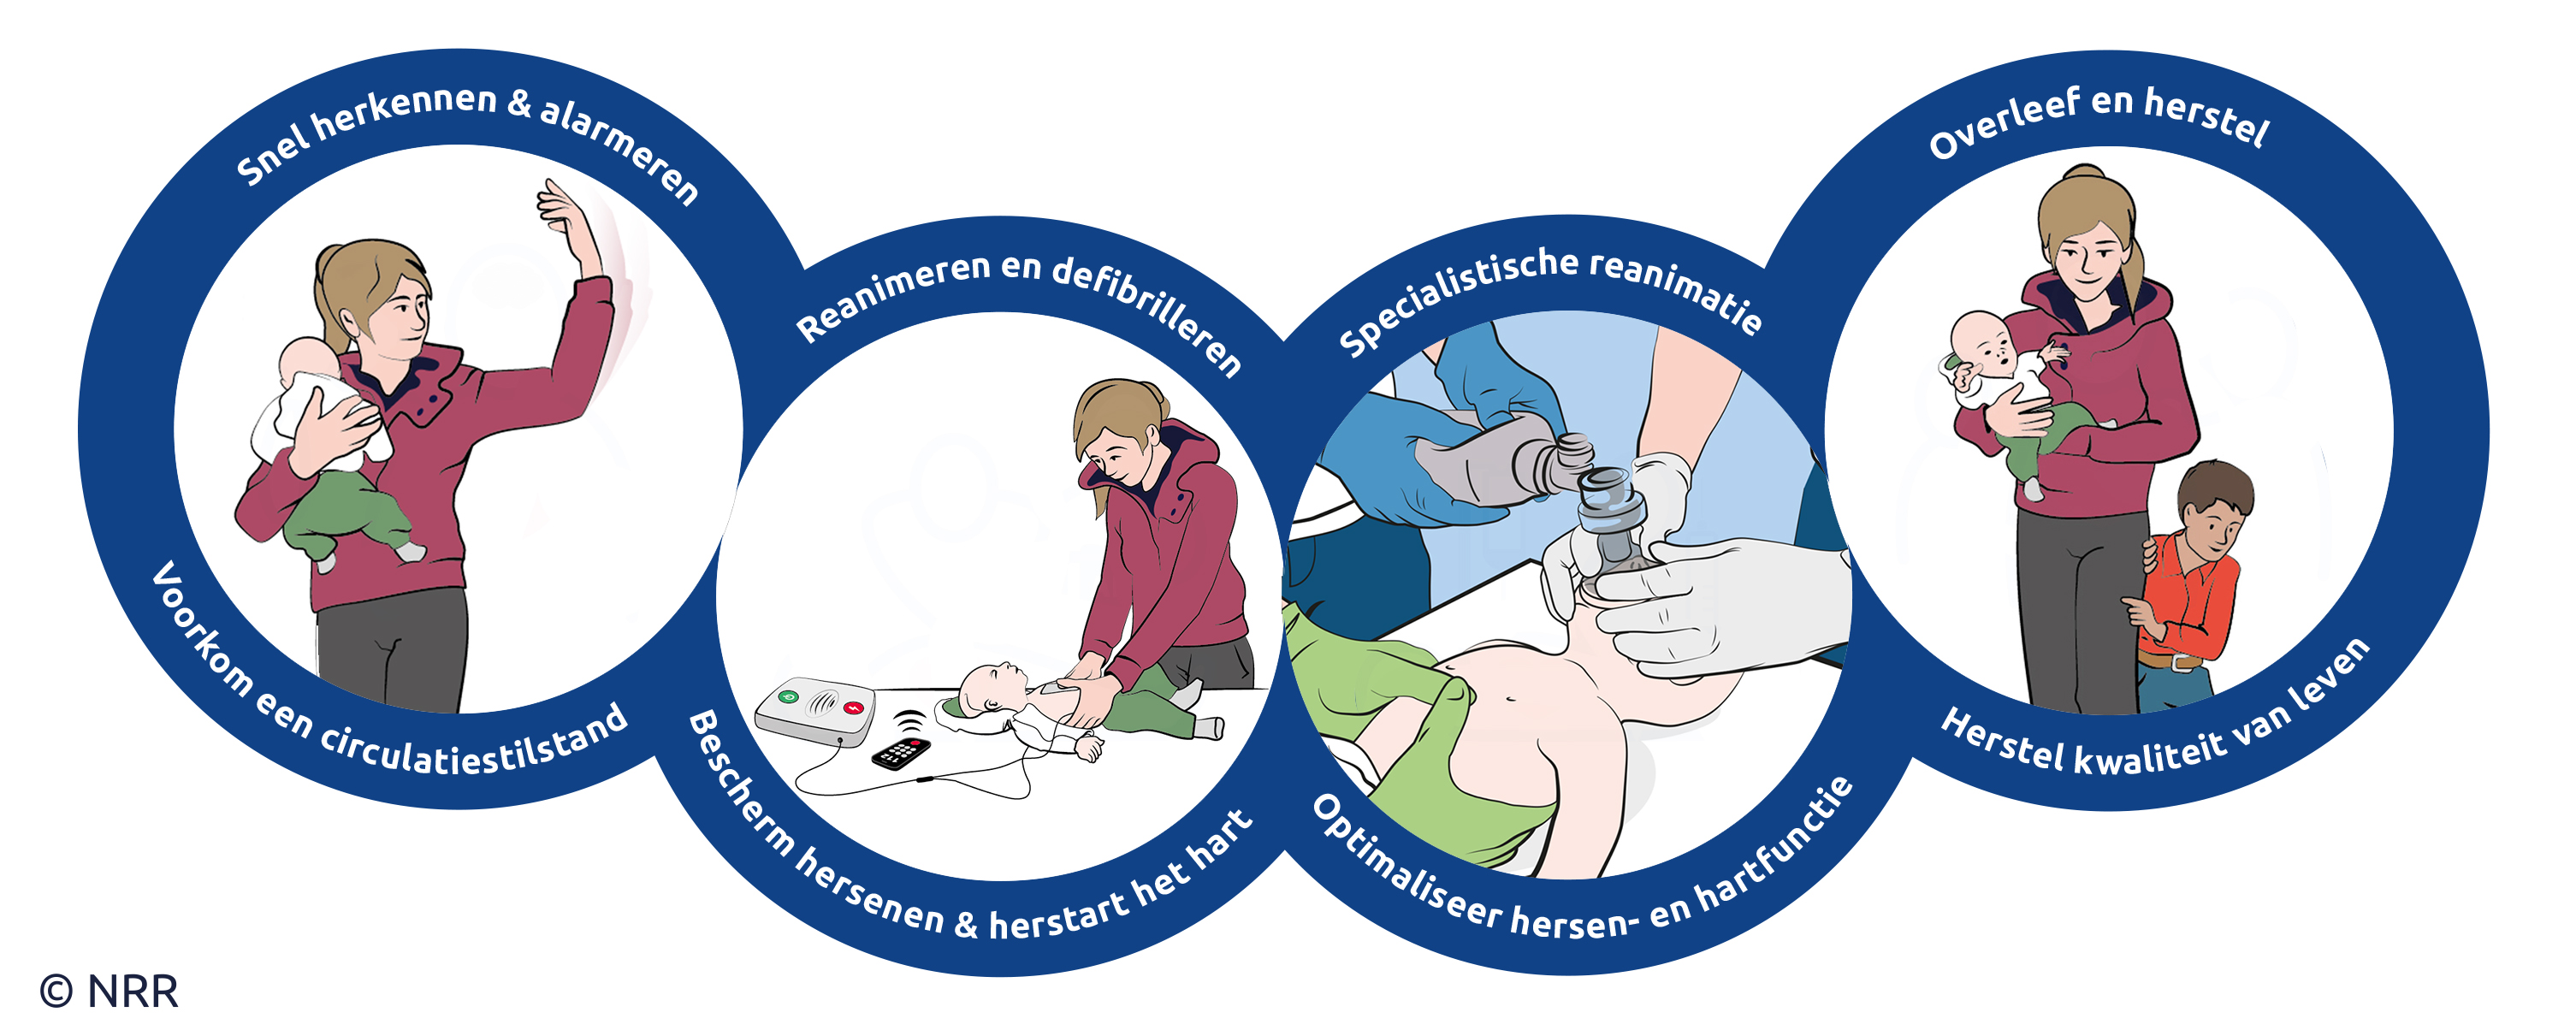 Snel herkennen & alarmeren
Voorkom een circulatiestilstand
Reanimeren en defibrilleren
Bescherm hersenen & herstart het hart
Specialistische reanimatie
Optimaliseer hersen- en hartfunctie
Overleef en herstel
Herstel kwaliteit van leven
© NRR